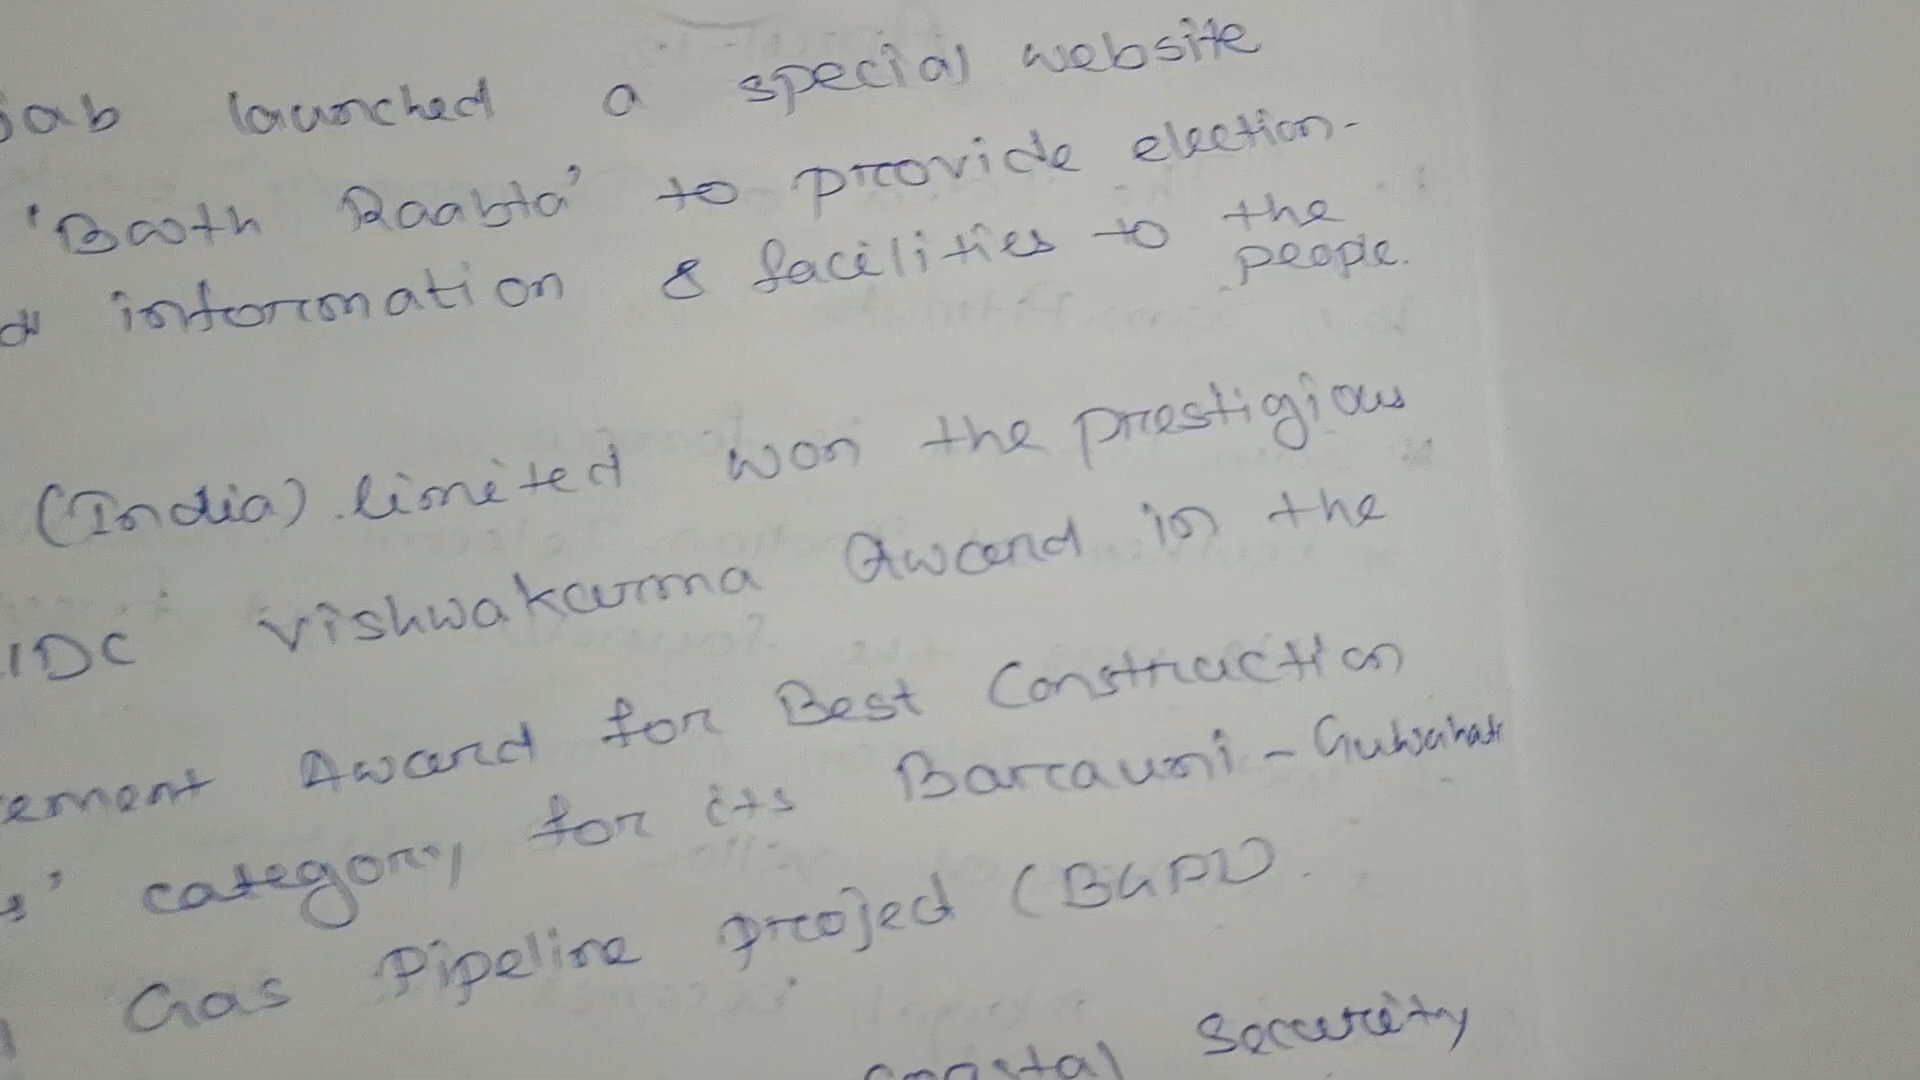 jab launched a special website
'Booth Raabta' to provide election-
d information & facilities to the
people.
(India) limited won the prestigious
IDC Vishwakarma Award in the
ement Award for Best Construction
s' category, for its Barauni-Guwahati
Gas Pipeline project (BGPL)
coastal Security